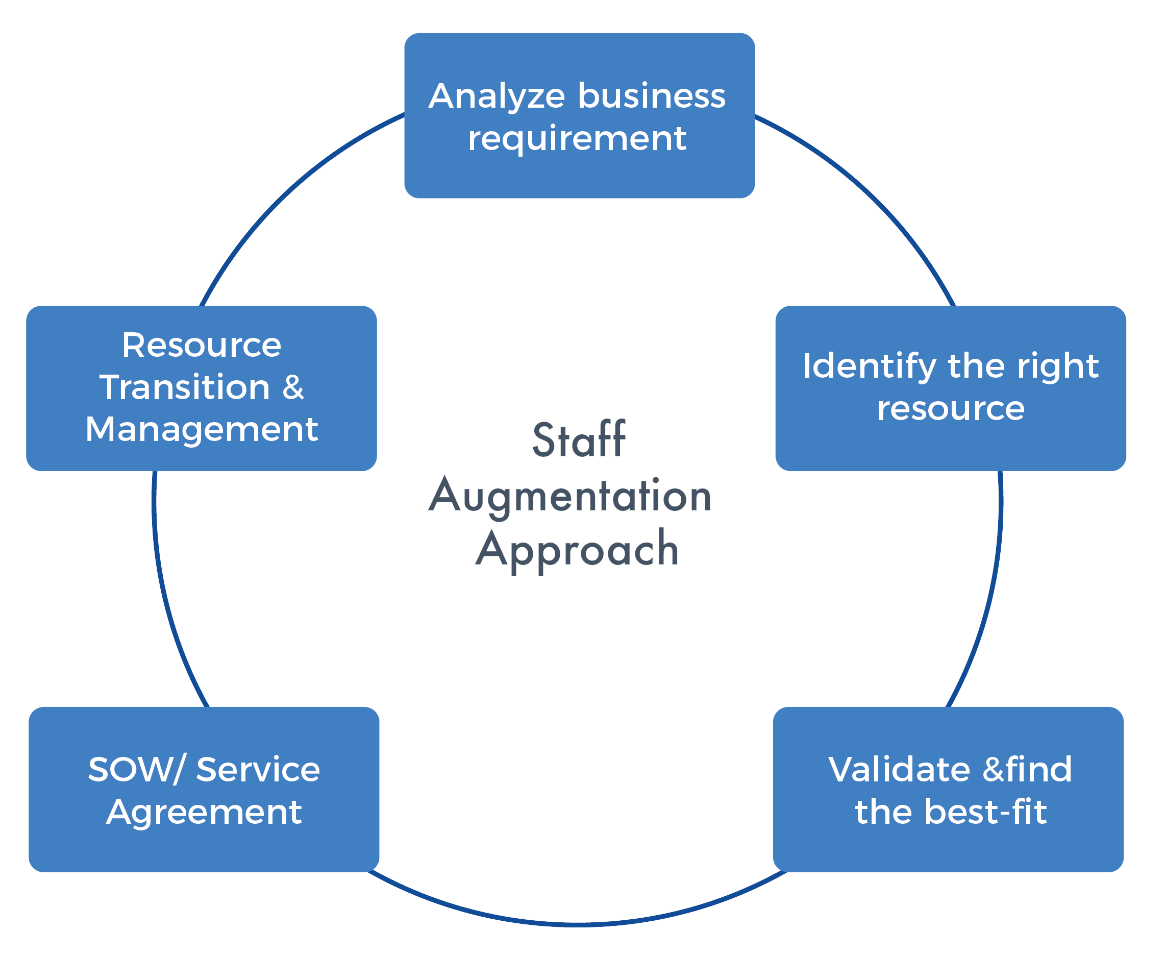 Analyze business
requirement
Identify the right
resource
Validate &find
the best-fit
SOW/ Service
Agreement
Resource
Transition &
Management
Staff
Augmentation
Approach